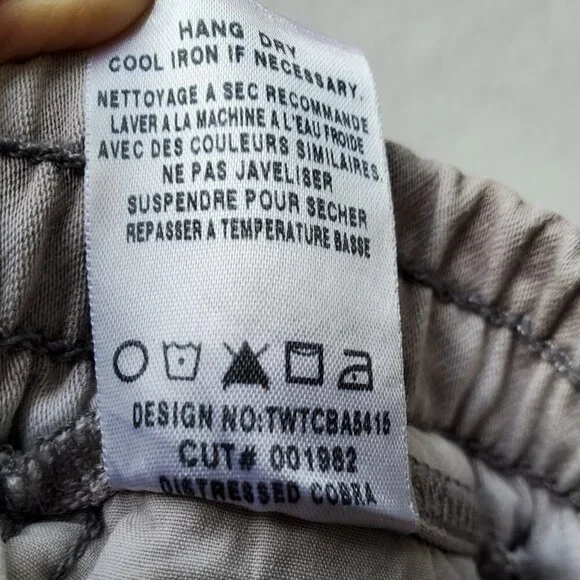 HANG DRY
COOL IRON IF NECESSARY.
NETTOYAGE A SEC RECOMMANDE
LAVER A LA MACHINE A L'EAU FROIDE
AVEC DES COULEURS SIMILAIRES
NE PAS JAVELISER
SUSPENDRE POUR SECHER
REPASSER A TEMPERATURE BASSE
DESIGN NO:TWTCBA5415
CUT# 001982
DISTRESSED COBRA